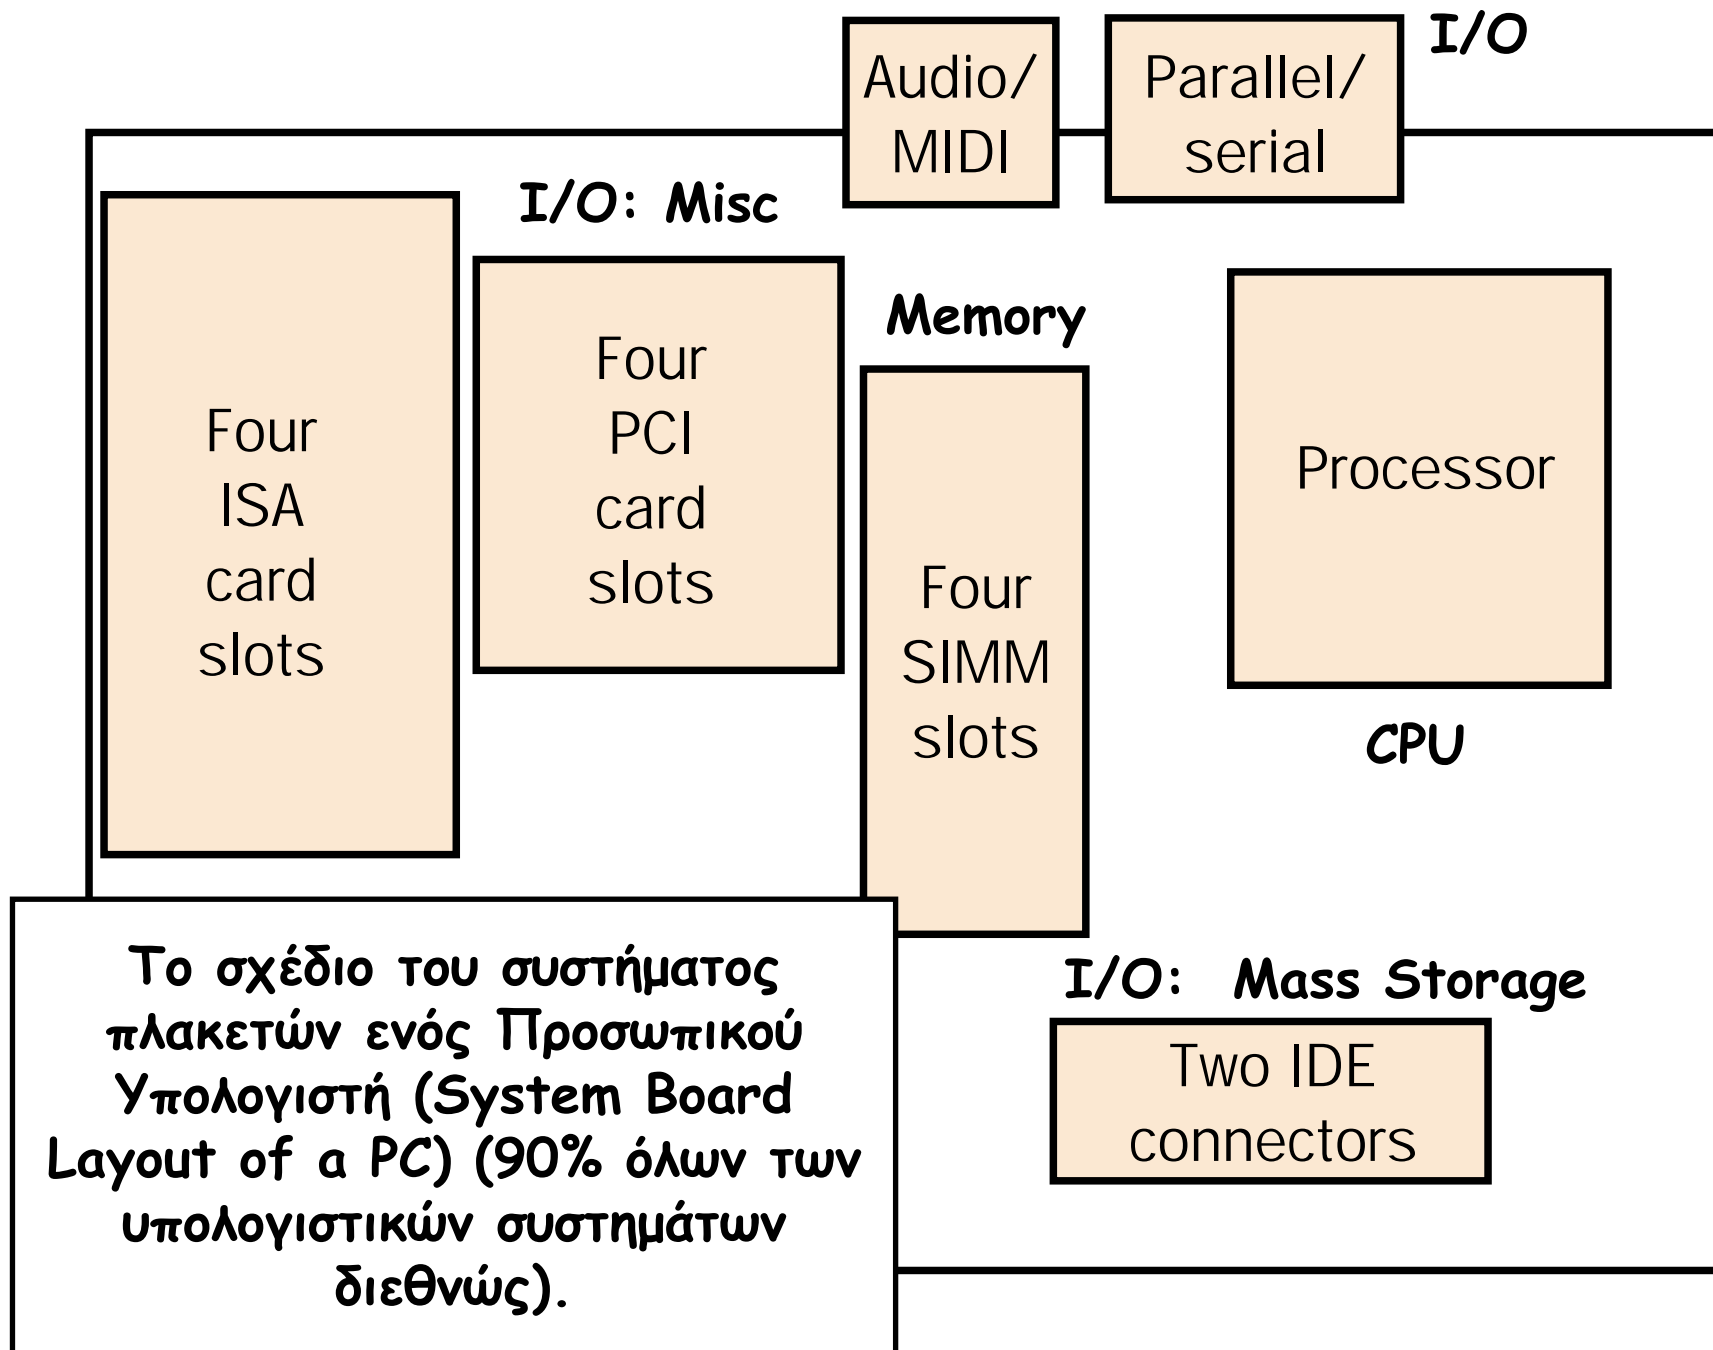 I/O
Audio/
MIDI
Parallel/
serial
I/O: Misc
Four
ISA
card
slots
Four
PCI
card
slots
Memory
Four
SIMM
slots
Processor
CPU
I/O: Mass Storage
Two IDE
connectors
Το σχέδιο του συστήματος
πλακετών ενός Προσωπικού
Υπολογιστή (System Board
Layout of a PC) (90% όλων των
υπολογιστικών συστημάτων
διεθνώς).